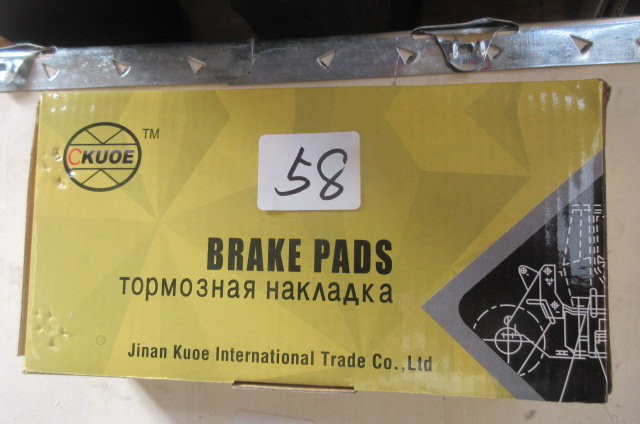 CKUOE TM
58
BRAKE PADS
тормозная накладка
Jinan Kuoe International Trade Co.,Ltd